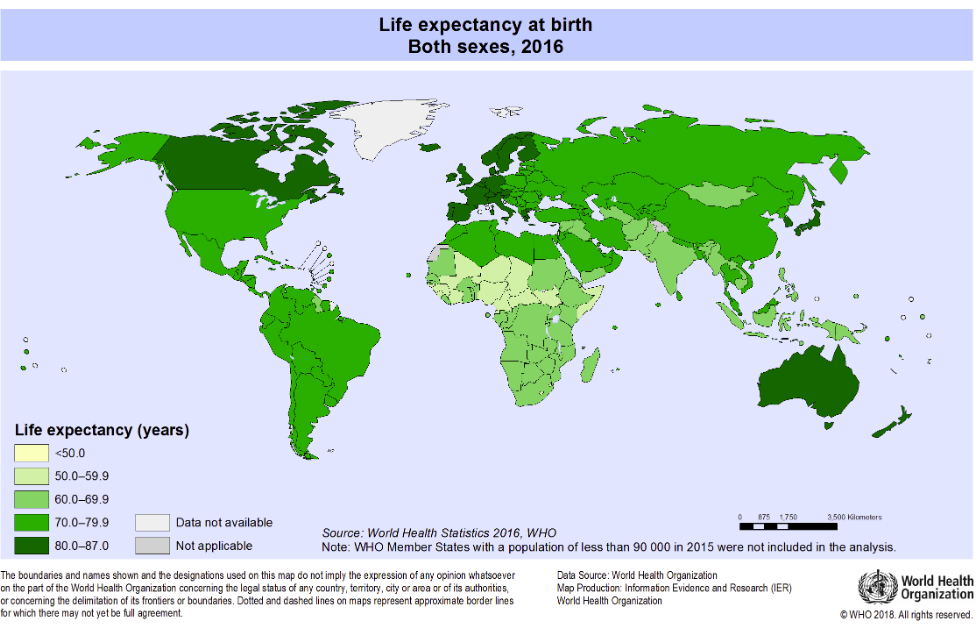 Life expectancy at birth
Both sexes, 2016
Life expectancy (years)
<50.0
50.0–59.9
60.0–69.9
70.0–79.9
80.0–87.0
Data not available
Not applicable
0 875 1,750 3,500 Kilometers
Source: World Health Statistics 2016, WHO
Note: WHO Member States with a population of less than 90 000 in 2015 were not included in the analysis.
The boundaries and names shown and the designations used on this map do not imply the expression of any opinion whatsoever
on the part of the World Health Organization concerning the legal status of any country, territory, city or area or of its authorities,
or concerning the delimitation of its frontiers or boundaries. Dotted and dashed lines on maps represent approximate border lines
for which there may not yet be full agreement.
Data Source: World Health Organization
Map Production: Information Evidence and Research (IER)
World Health Organization
World Health
Organization
© WHO 2018. All rights reserved.